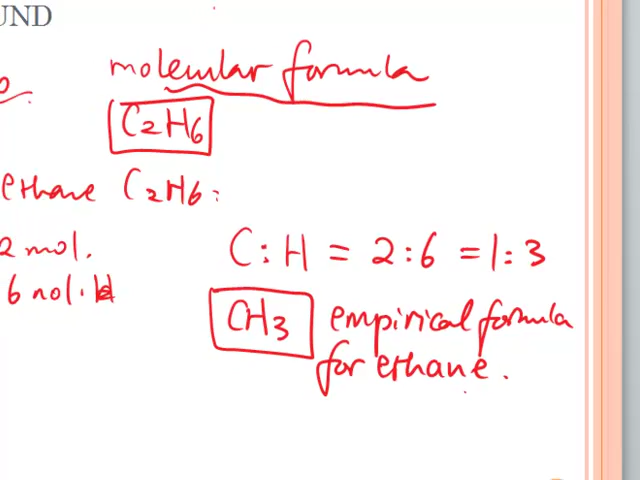 UND
molecular formula
C2H6
ethane C2H6:
2 mol.
C:H = 2:6 = 1:3
6 mol.
CH3 empirical formula
for ethane.